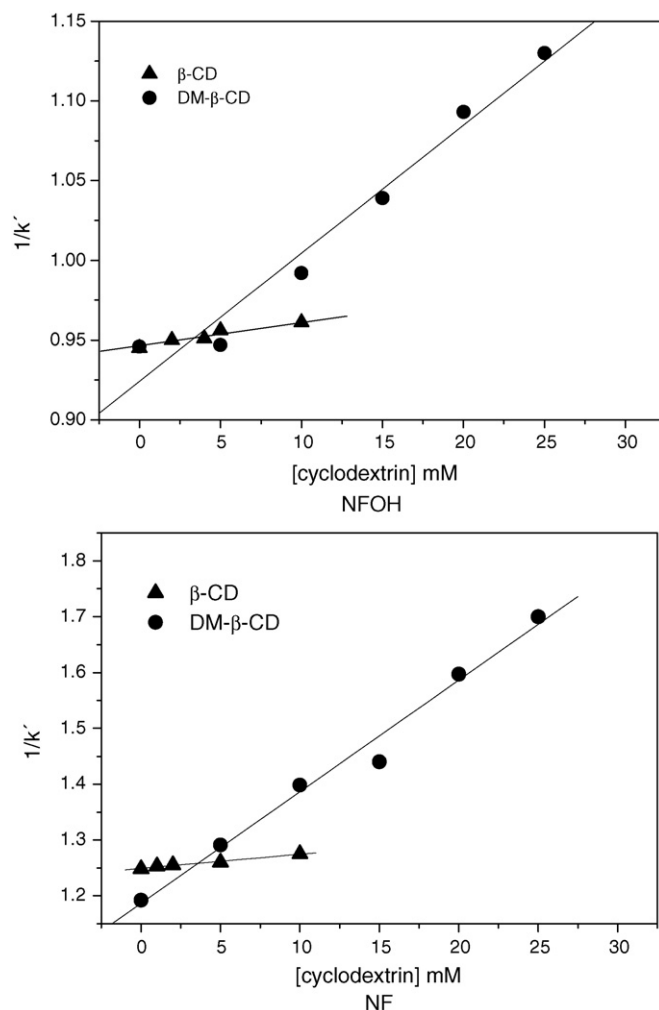 1.15
1.10
1.05
1.00
0.95
0.90
1/k´
▲ β-CD
● DM-β-CD
0 5 10 15 20 25 30
[cyclodextrin] mM
NFOH
1.8
1.7
1.6
1.5
1.4
1.3
1.2
1/k´
▲ β-CD
● DM-β-CD
0 5 10 15 20 25 30
[cyclodextrin] mM
NF